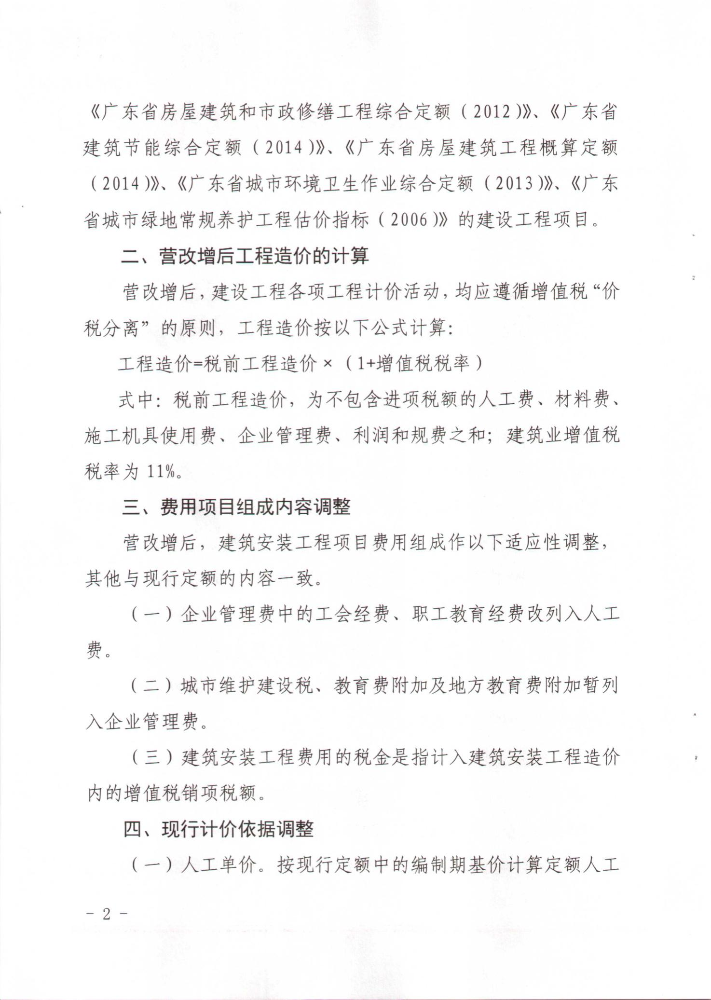 《广东省房屋建筑和市政修缮工程综合定额（2012）》、《广东省
建筑节能综合定额（2014）》、《广东省房屋建筑工程概算定额
（2014）》、《广东省城市环境卫生作业综合定额（2013）》、《广东
省城市绿地常规养护工程估价指标（2006）》的建设工程项目。
二、营改增后工程造价的计算
营改增后，建设工程各项工程计价活动，均应遵循增值税“价
税分离”的原则，工程造价按以下公式计算：
工程造价=税前工程造价×（1+增值税税率）
式中：税前工程造价，为不包含进项税额的人工费、材料费、
施工机具使用费、企业管理费、利润和规费之和；建筑业增值税
税率为 11%。
三、费用项目组成内容调整
营改增后，建筑安装工程项目费用组成作以下适应性调整，
其他与现行定额的内容一致。
（一）企业管理费中的工会经费、职工教育经费改列入人工
费。
（二）城市维护建设税、教育费附加及地方教育费附加暂列
入企业管理费。
（三）建筑安装工程费用的税金是指计入建筑安装工程造价
内的增值税销项税额。
四、现行计价依据调整
（一）人工单价。按现行定额中的编制期基价计算定额人工
- 2 -